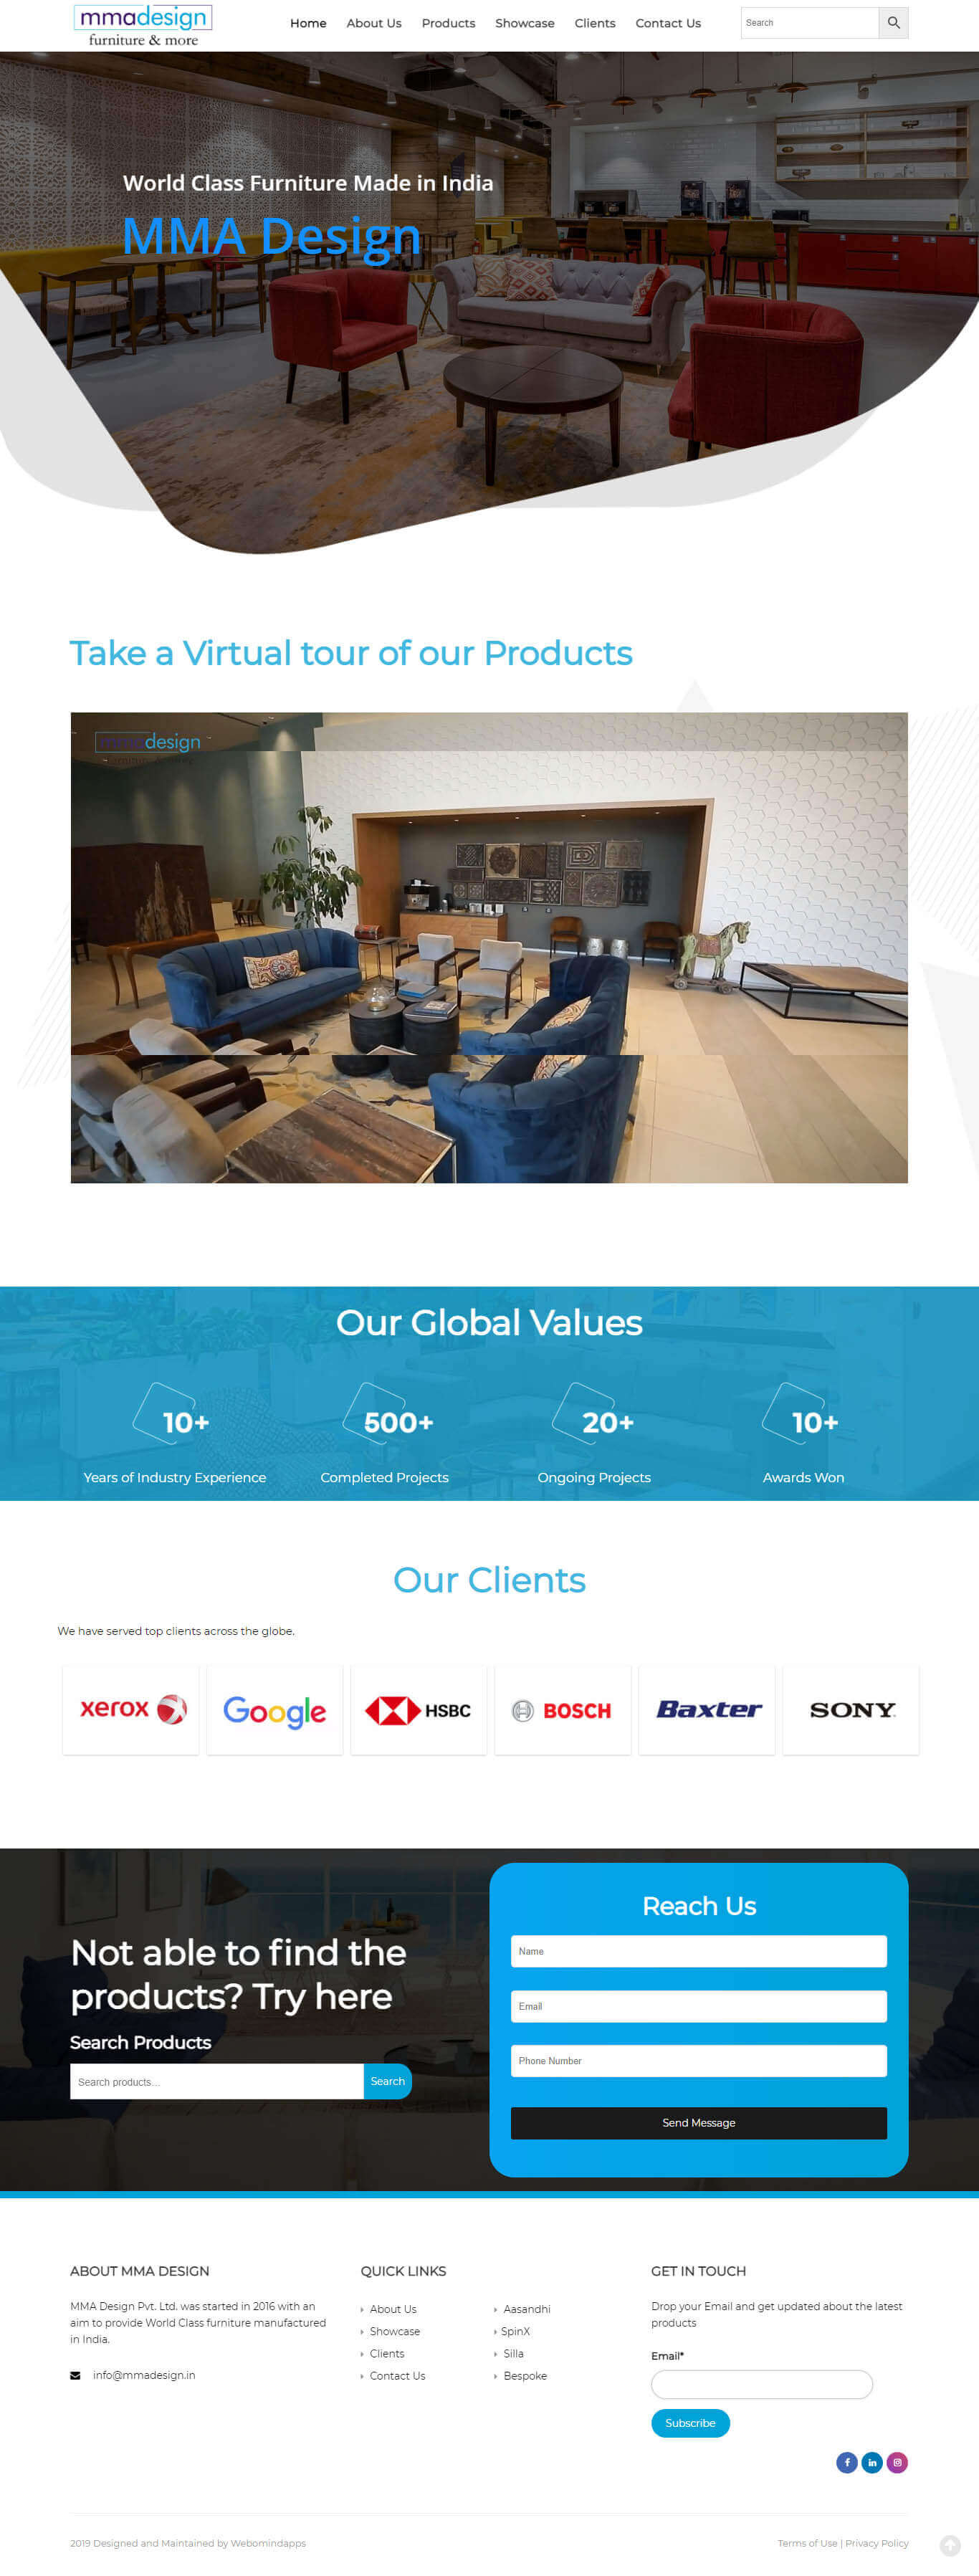 mmadesign
furniture & more
Home About Us Products Showcase Clients Contact Us Search
World Class Furniture Made in India
MMA Design
Take a Virtual tour of our Products
mmadesign
Our Global Values
10+ 500+ 20+ 10+
Years of Industry Experience Completed Projects Ongoing Projects Awards Won
Our Clients
We have served top clients across the globe.
xerox Google HSBC BOSCH Baxter SONY
Not able to find the
products? Try here
Search Products
Search products... Search
Reach Us
Name
Email
Phone Number
Send Message
ABOUT MMA DESIGN
MMA Design Pvt. Ltd. was started in 2016 with an
aim to provide World Class furniture manufactured
in India.
info@mmadesign.in
QUICK LINKS
About Us
Showcase
Clients
Contact Us
Aasandhi
SpinX
Silla
Bespoke
GET IN TOUCH
Drop your Email and get updated about the latest
products
Email*
Subscribe
2019 Designed and Maintained by Webomindapps
Terms of Use | Privacy Policy